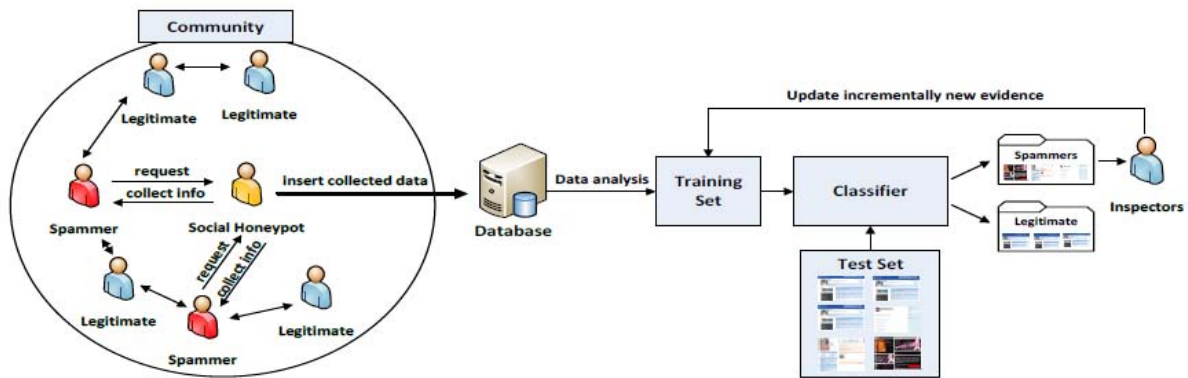 Community
Legitimate
Legitimate
request
collect info
Spammer
Social Honeypot
request
collect info
Legitimate
Legitimate
Spammer
insert collected data
Database
Data analysis
Update incrementally new evidence
Training
Set
Classifier
Test Set
Spammers
Legitimate
Inspectors